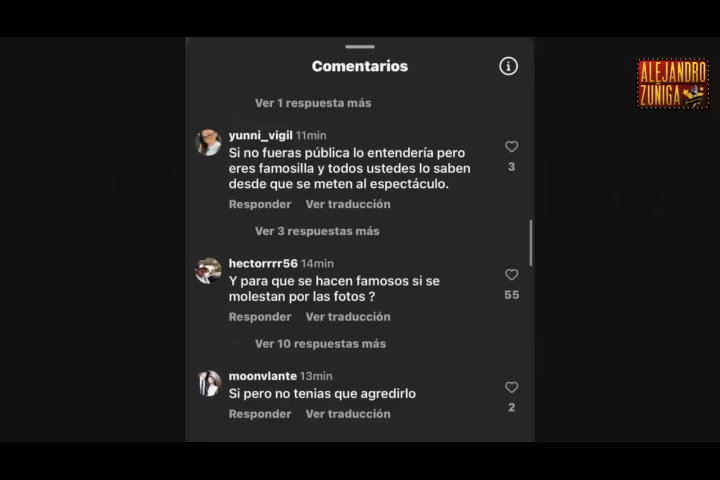 Comentarios
ALEJANDRO
ZUÑIGA
Ver 1 respuesta más
yunni_vigil 11min
Si no fueras pública lo entendería pero
eres famosilla y todos ustedes lo saben
desde que se meten al espectáculo.
3
Responder Ver traducción
Ver 3 respuestas más
hectorrrr56 14min
Y para que se hacen famosos si se
molestan por las fotos ?
55
Responder Ver traducción
Ver 10 respuestas más
moonvlante 13min
Si pero no tenias que agredirlo
2
Responder Ver traducción